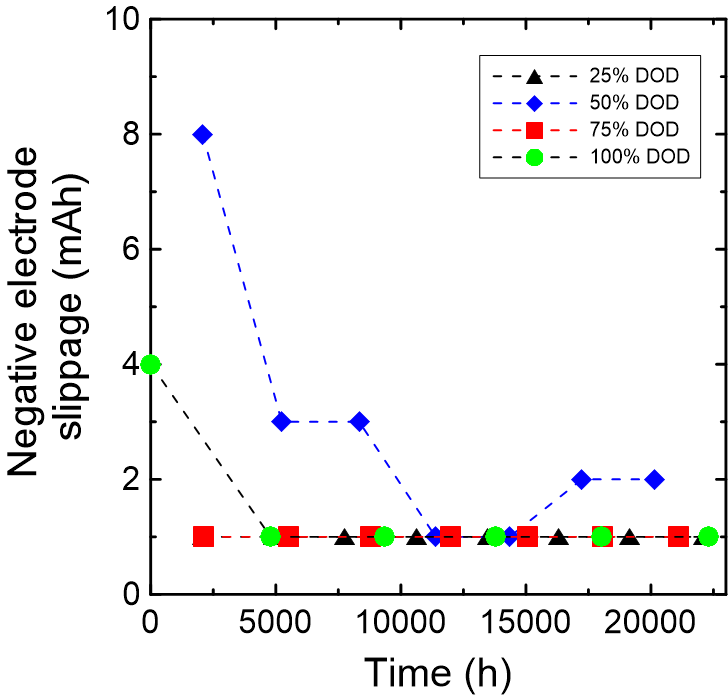 10
8
6
4
2
0
0
5000
10000
15000
20000
Negative electrode
slippage (mAh)
Time (h)
25% DOD
50% DOD
75% DOD
100% DOD